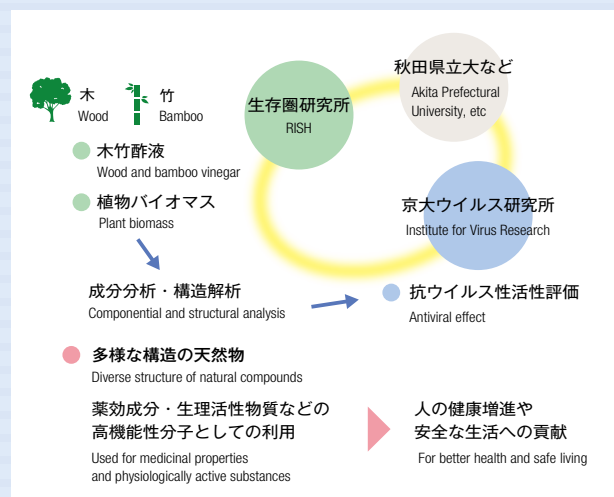 木
Wood
竹
Bamboo
生存圏研究所
RISH
秋田県立大など
Akita Prefectural
University, etc
木竹酢液
Wood and bamboo vinegar
植物バイオマス
Plant biomass
京大ウイルス研究所
Institute for Virus Research
成分分析・構造解析
Componential and structural analysis
抗ウイルス性活性評価
Antiviral effect
多様な構造の天然物
Diverse structure of natural compounds
薬効成分・生理活性物質などの
高機能性分子としての利用
Used for medicinal properties
and physiologically active substances
人の健康増進や
安全な生活への貢献
For better health and safe living